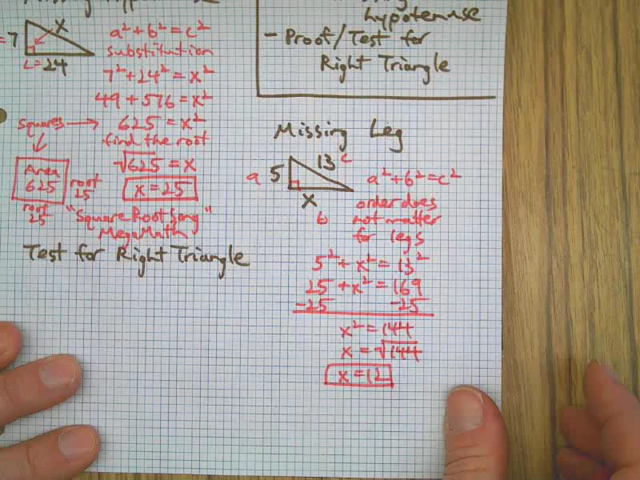 hypotenuse
- Proof/Test for
Right Triangle
7
x
24
a² + b² = c²
substitution
7² + 24² = x²
49 + 576 = x²
squares → 625 = x²
find the root
√625 = x
x = 25
Area
625
root
25
root
25
"Square Root Song"
MegaMath
Test for Right Triangle
Missing Leg
a 5
13 c
x
b
a² + b² = c²
order does
not matter
for legs
5² + x² = 13²
25 + x² = 169
-25 -25
x² = 144
x = √144
x = 12